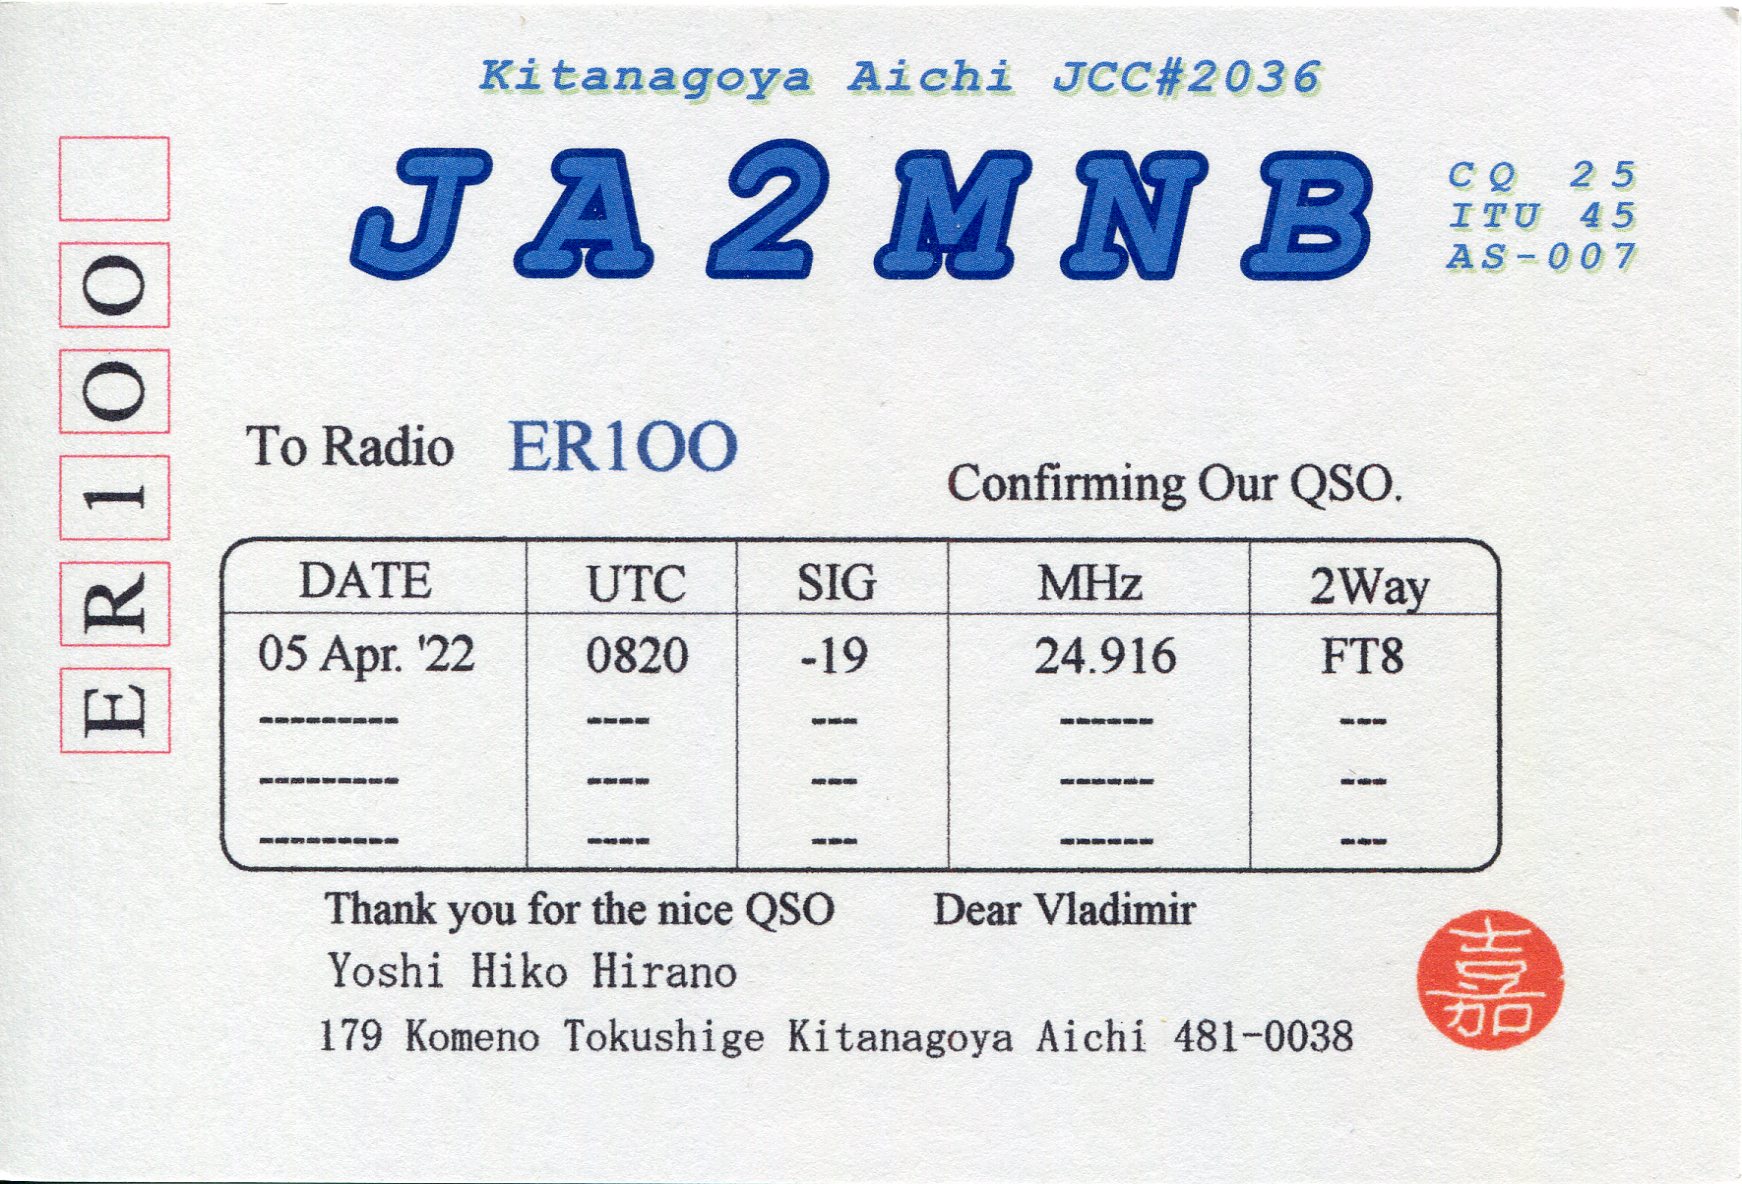 Kitanagoya Aichi JCC#2036
JA2MNB
CQ 25
ITU 45
AS-007
ER1OO
To Radio ER1OO
Confirming Our QSO.
DATE UTC SIG MHz 2Way
05 Apr. '22 0820 -19 24.916 FT8
--------- ---- --- ------ ---
--------- ---- --- ------ ---
--------- ---- --- ------ ---
Thank you for the nice QSO Dear Vladimir
Yoshi Hiko Hirano
179 Komeno Tokushige Kitanagoya Aichi 481-0038
嘉